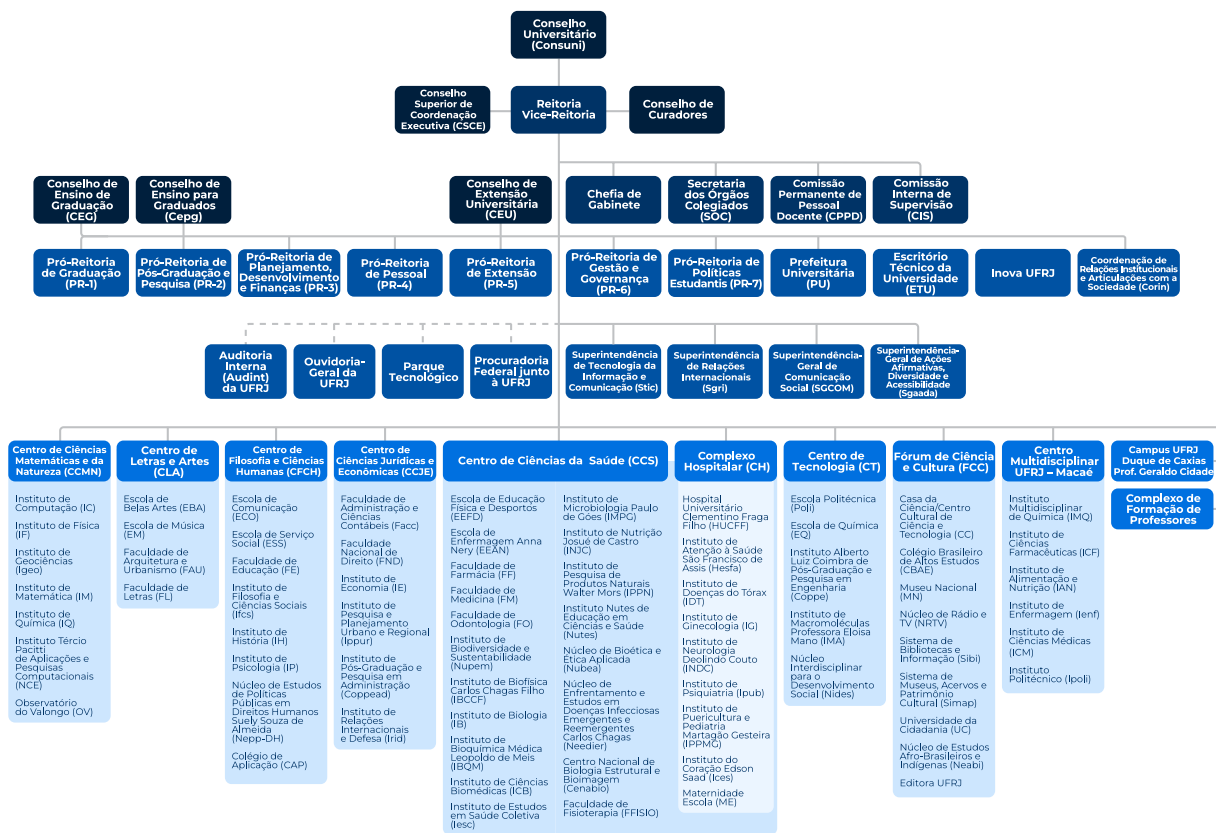 Conselho
Universitário
(Consuni)
Conselho
Superior de
Coordenação
Executiva (CSCE)
Reitoria
Vice-Reitoria
Conselho de
Curadores
Conselho de
Ensino de
Graduação
(CEG)
Conselho de
Ensino para
Graduados
(Cepg)
Conselho de
Extensão
Universitária
(CEU)
Chefia de
Gabinete
Secretaria
dos Órgãos
Colegiados
(SOC)
Comissão
Permanente de
Pessoal
Docente (CPPD)
Comissão
Interna de
Supervisão
(CIS)
Pró-Reitoria
de Graduação
(PR-1)
Pró-Reitoria de
Pós-Graduação e
Pesquisa (PR-2)
Pró-Reitoria de
Planejamento,
Desenvolvimento
e Finanças (PR-3)
Pró-Reitoria
de Pessoal
(PR-4)
Pró-Reitoria
de Extensão
(PR-5)
Pró-Reitoria de
Gestão e
Governança
(PR-6)
Pró-Reitoria
de Políticas
Estudantis (PR-7)
Prefeitura
Universitária
(PU)
Escritório
Técnico da
Universidade
(ETU)
Inova UFRJ
Coordenação de
Relações Institucionais
e Articulações com a
Sociedade (Corin)
Auditoria
Interna
(Audint)
da UFRJ
Ouvidoria-
Geral da
UFRJ
Parque
Tecnológico
Procuradoria
Federal junto
à UFRJ
Superintendência
de Tecnologia da
Informação e
Comunicação (Stic)
Superintendência
de Relações
Internacionais
(Sgri)
Superintendência-
Geral de
Comunicação
Social (SGCOM)
Superintendência-
Geral de Ações
Afirmativas,
Diversidade e
Acessibilidade
(Sgaada)
Centro de Ciências
Matemáticas e da
Natureza (CCMN)
Instituto de
Computação (IC)
Instituto de Física
(IF)
Instituto de
Geociências
(Igeo)
Instituto de
Matemática (IM)
Instituto de
Química (IQ)
Instituto Tércio
Pacitti
de Aplicações e
Pesquisas
Computacionais
(NCE)
Observatório
do Valongo (OV)
Centro de
Letras e Artes
(CLA)
Escola de
Belas Artes (EBA)
Escola de Música
(EM)
Faculdade de
Arquitetura e
Urbanismo (FAU)
Faculdade de
Letras (FL)
Centro de
Filosofia e Ciências
Humanas (CFCH)
Escola de
Comunicação
(ECO)
Escola de Serviço
Social (ESS)
Faculdade de
Educação (FE)
Instituto de
Filosofia e
Ciências Sociais
(Ifcs)
Instituto de
História (IH)
Instituto de
Psicologia (IP)
Núcleo de Estudos
de Políticas
Públicas em
Direitos Humanos
Suely Souza de
Almeida
(Nepp-DH)
Colégio de
Aplicação (CAP)
Centro de
Ciências Jurídicas e
Econômicas (CCJE)
Faculdade de
Administração e
Ciências
Contábeis (Facc)
Faculdade
Nacional de
Direito (FND)
Instituto de
Economia (IE)
Instituto de
Pesquisa e
Planejamento
Urbano e Regional
(Ippur)
Instituto de
Pós-Graduação e
Pesquisa em
Administração
(Coppead)
Instituto de
Relações
Internacionais
e Defesa (Irid)
Centro de Ciências da Saúde (CCS)
Escola de Educação
Física e Desportos
(EEFD)
Escola de
Enfermagem Anna
Nery (EEAN)
Faculdade de
Farmácia (FF)
Faculdade de
Medicina (FM)
Faculdade de
Odontologia (FO)
Instituto de
Biodiversidade e
Sustentabilidade
(Nupem)
Instituto de Biofísica
Carlos Chagas Filho
(IBCCF)
Instituto de Biologia
(IB)
Instituto de
Bioquímica Médica
Leopoldo de Meis
(IBQM)
Instituto de Ciências
Biomédicas (ICB)
Instituto de Estudos
em Saúde Coletiva
(Iesc)
Instituto de
Microbiologia Paulo
de Góes (IMPG)
Instituto de Nutrição
Josué de Castro
(INJC)
Instituto de
Pesquisa de
Produtos Naturais
Walter Mors (IPPN)
Instituto Nutes de
Educação em
Ciências e Saúde
(Nutes)
Núcleo de Bioética e
Ética Aplicada
(Nubea)
Núcleo de
Enfrentamento e
Estudos em
Doenças Infecciosas
Emergentes e
Reemergentes
Carlos Chagas
(Needier)
Centro Nacional de
Biologia Estrutural e
Bioimagem
(Cenabio)
Faculdade de
Fisioterapia (FFISIO)
Complexo
Hospitalar (CH)
Hospital
Universitário
Clementino Fraga
Filho (HUCFF)
Instituto de
Atenção à Saúde
São Francisco de
Assis (Hesfa)
Instituto de
Doenças do Tórax
(IDT)
Instituto de
Ginecologia (IG)
Instituto de
Neurologia
Deolindo Couto
(INDC)
Instituto de
Psiquiatria (Ipub)
Instituto de
Puericultura e
Pediatria
Martagão Gesteira
(IPPMG)
Instituto do
Coração Edson
Saad (Ices)
Maternidade
Escola (ME)
Centro de
Tecnologia (CT)
Escola Politécnica
(Poli)
Escola de Química
(EQ)
Instituto Alberto
Luiz Coimbra de
Pós-Graduação e
Pesquisa em
Engenharia
(Coppe)
Instituto de
Macromoléculas
Professora Eloisa
Mano (IMA)
Núcleo
Interdisciplinar
para o
Desenvolvimento
Social (Nides)
Fórum de Ciência
e Cultura (FCC)
Casa da
Ciência/Centro
Cultural de
Ciência e
Tecnologia (CC)
Colégio Brasileiro
de Altos Estudos
(CBAE)
Museu Nacional
(MN)
Núcleo de Rádio e
TV (NRTV)
Sistema de
Bibliotecas e
Informação (Sibi)
Sistema de
Museus, Acervos e
Patrimônio
Cultural (Simap)
Universidade da
Cidadania (UC)
Núcleo de Estudos
Afro-Brasileiros e
Indígenas (Neabi)
Editora UFRJ
Centro
Multidisciplinar
UFRJ – Macaé
Instituto
Multidisciplinar
de Química (IMQ)
Instituto de
Ciências
Farmacêuticas (ICF)
Instituto de
Alimentação e
Nutrição (IAN)
Instituto de
Enfermagem (Ienf)
Instituto de
Ciências Médicas
(ICM)
Instituto
Politécnico (Ipoli)
Campus UFRJ
Duque de Caxias
Prof. Geraldo Cidade
Complexo de
Formação de
Professores